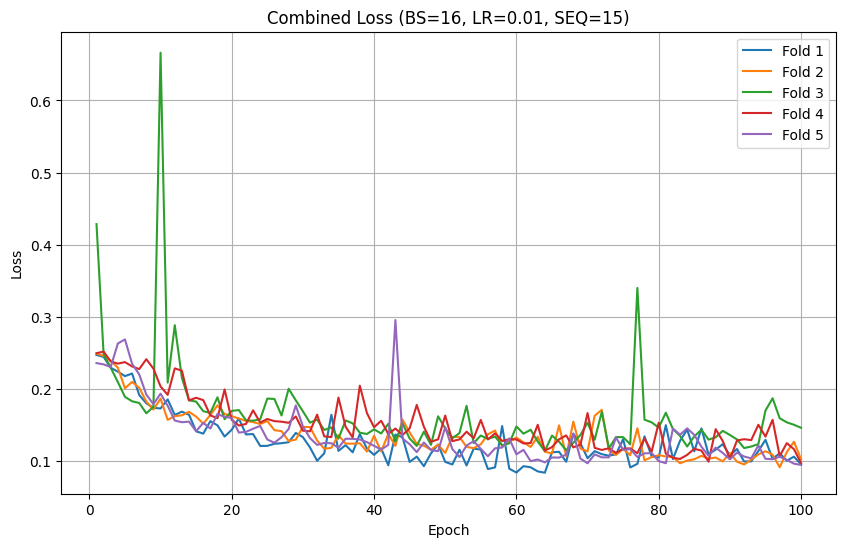 Combined Loss (BS=16, LR=0.01, SEQ=15)
Fold 1
Fold 2
Fold 3
Fold 4
Fold 5
Loss
0.6
0.5
0.4
0.3
0.2
0.1
0 20 40 60 80 100
Epoch